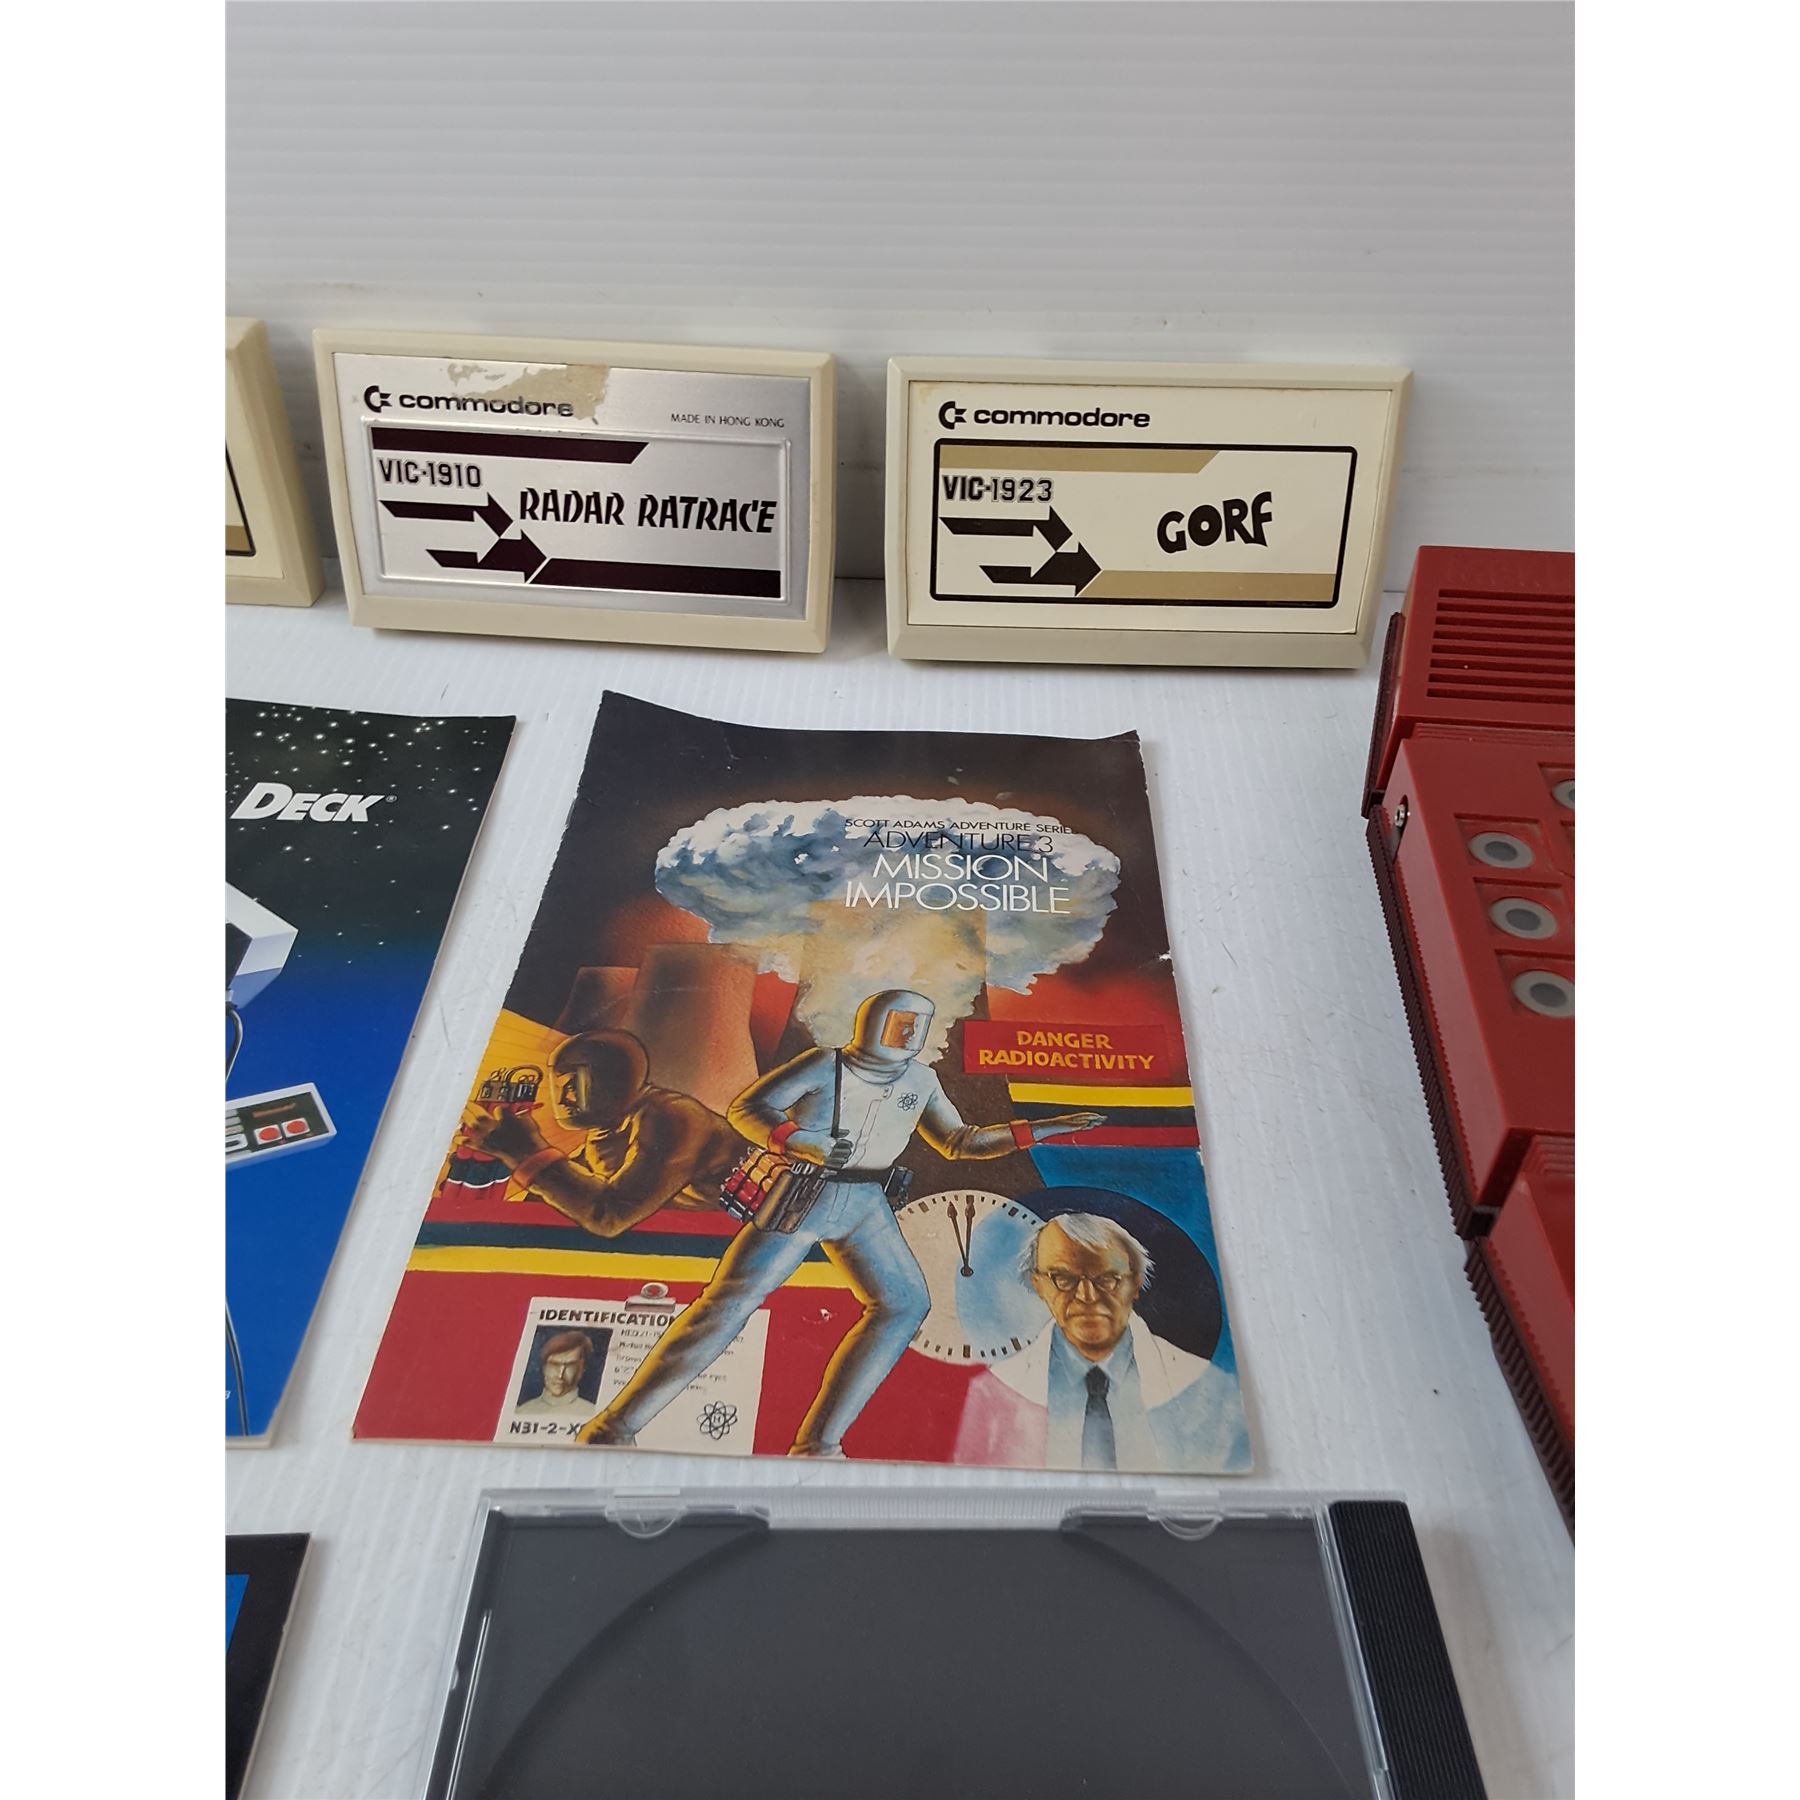 commodore
MADE IN HONG KONG
VIC-1910
RADAR RATRACE
commodore
VIC-1923
GORF
DECK
SCOTT ADAMS ADVENTURE SERIES
ADVENTURE 3
MISSION
IMPOSSIBLE
DANGER
RADIOACTIVITY
IDENTIFICATION
N31-2-X